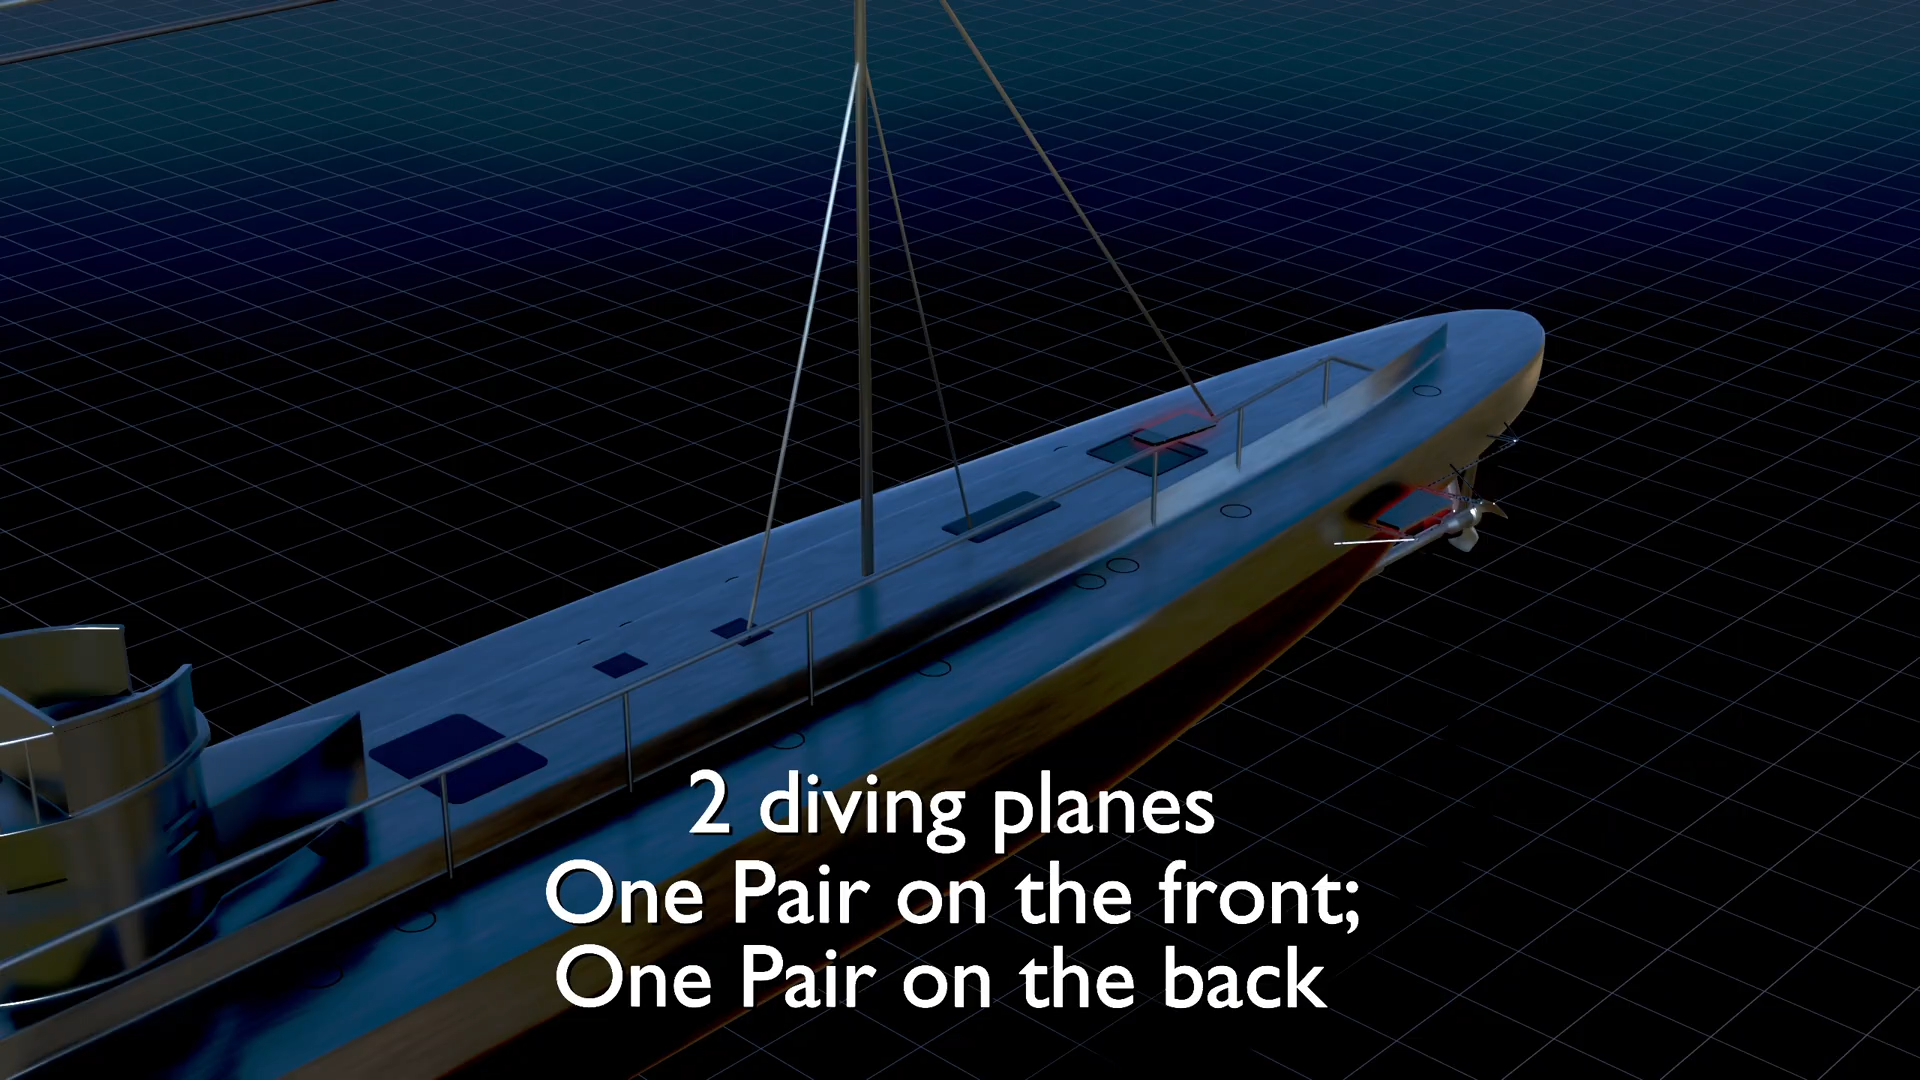 2 diving planes
One Pair on the front;
One Pair on the back